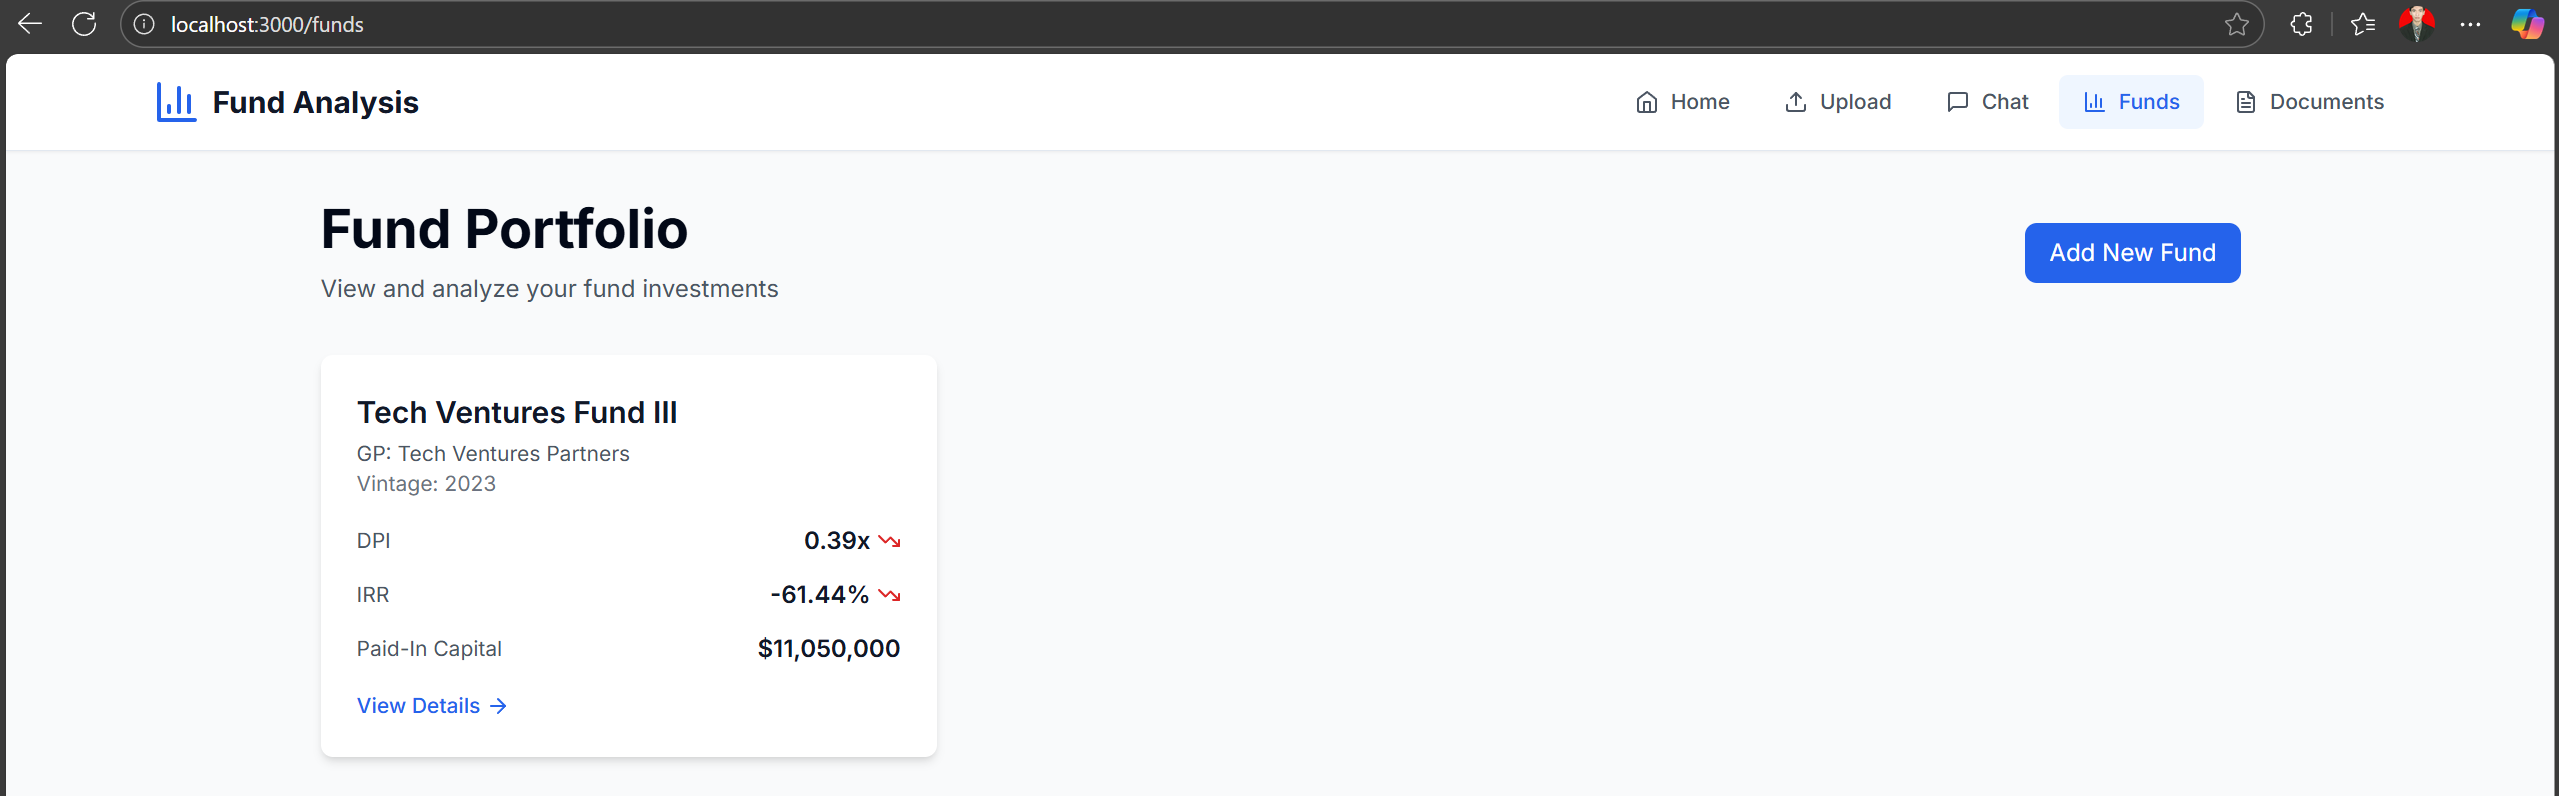 localhost:3000/funds
Fund Analysis
Home
Upload
Chat
Funds
Documents
Fund Portfolio
View and analyze your fund investments
Add New Fund
Tech Ventures Fund III
GP: Tech Ventures Partners
Vintage: 2023
DPI 0.39x
IRR -61.44%
Paid-In Capital $11,050,000
View Details →